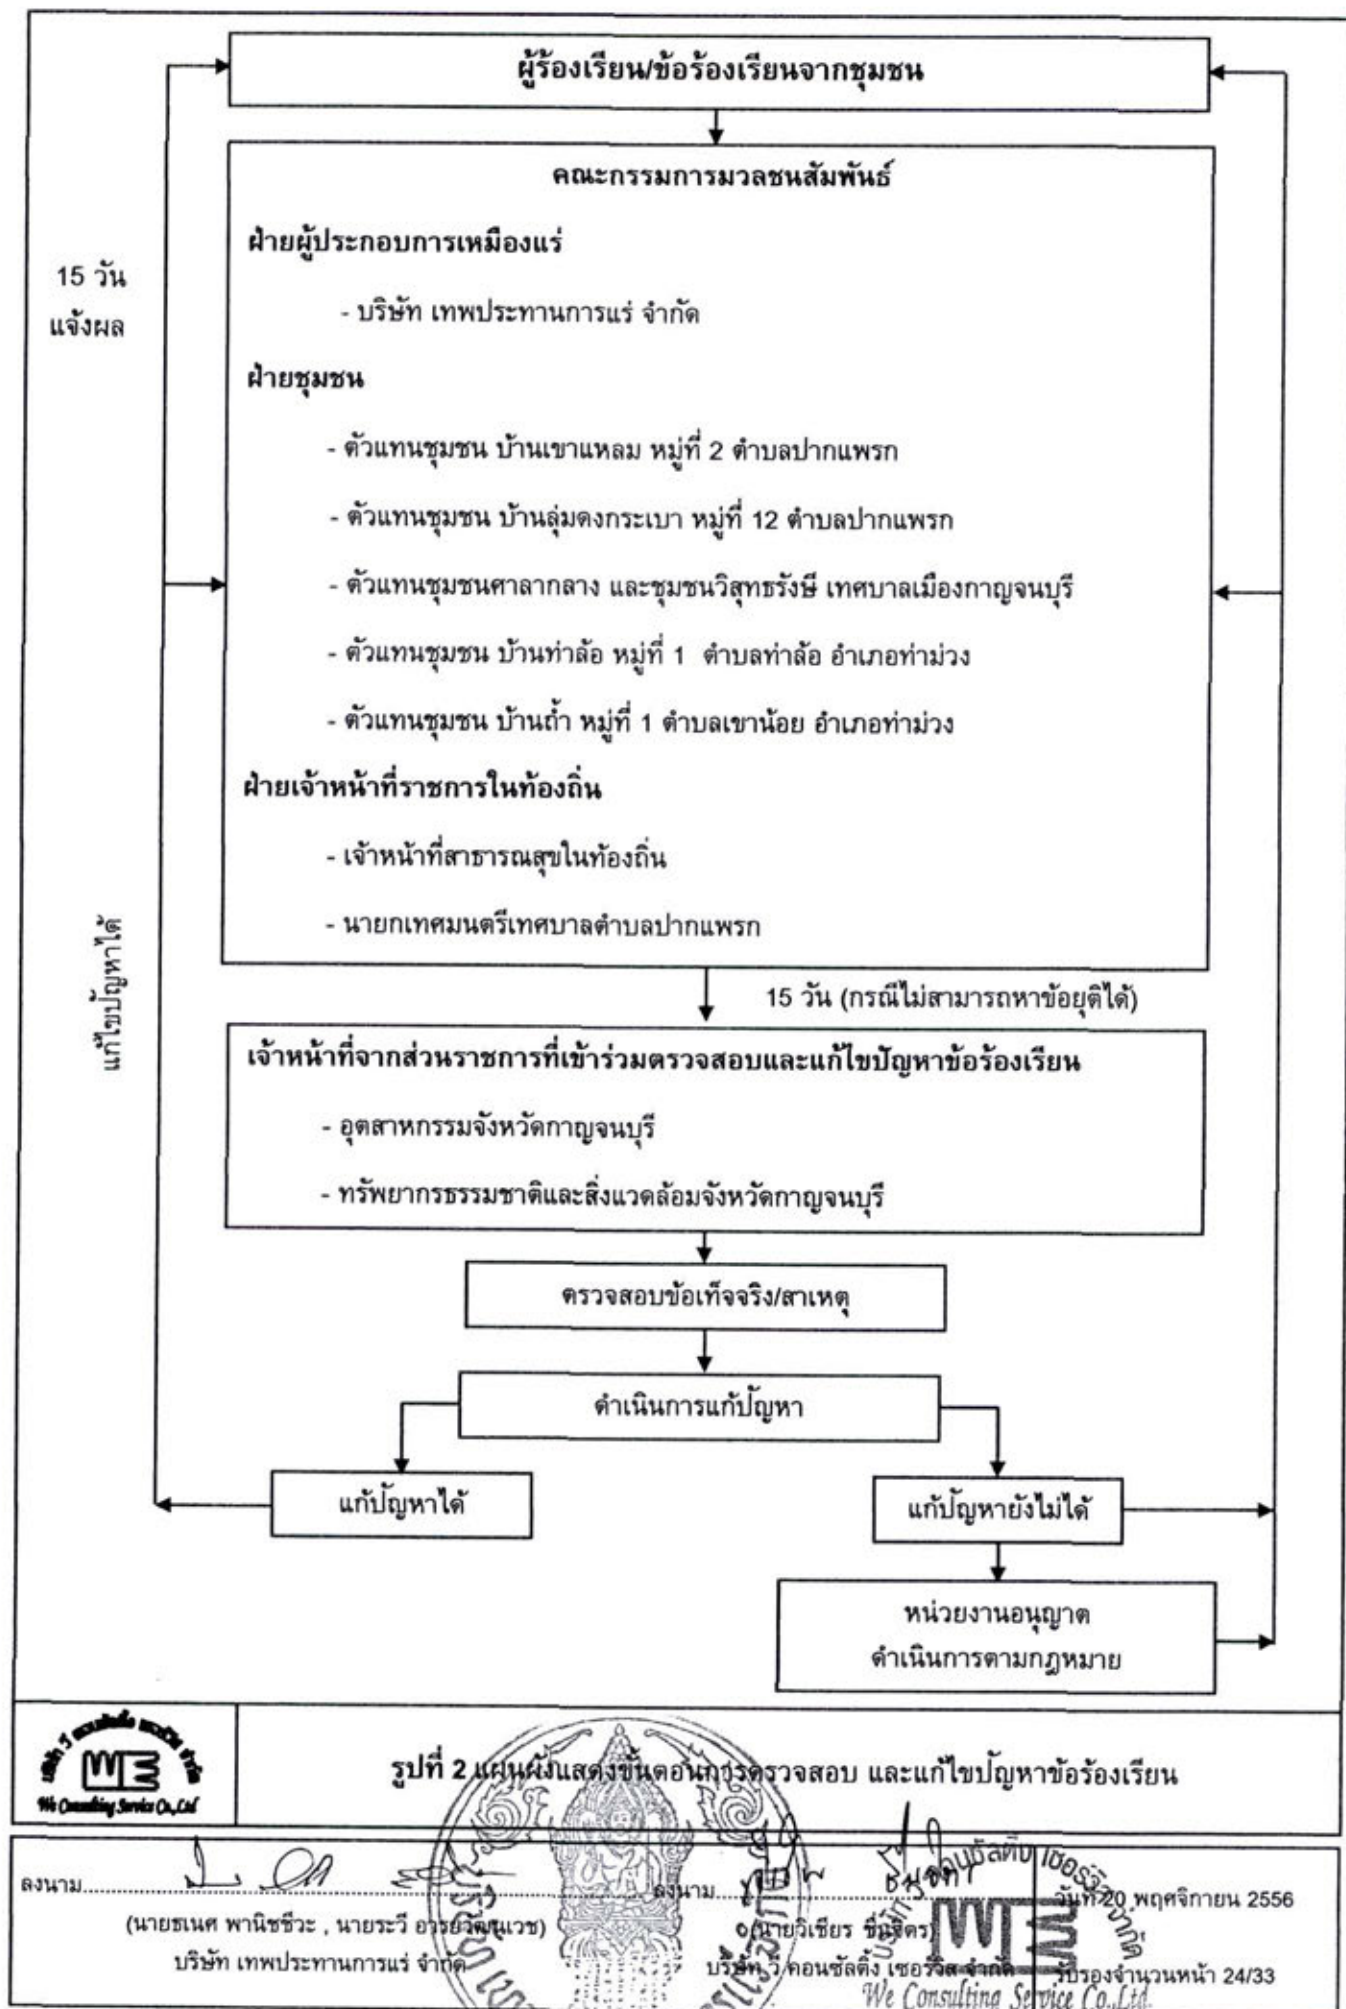 ผู้ร้องเรียน/ข้อร้องเรียนจากชุมชน
คณะกรรมการมวลชนสัมพันธ์
ฝ่ายผู้ประกอบการเหมืองแร่
- บริษัท เทพประทานการแร่ จำกัด
ฝ่ายชุมชน
- ตัวแทนชุมชน บ้านเขาแหลม หมู่ที่ 2 ตำบลปากแพรก
- ตัวแทนชุมชน บ้านลุ่มดงกระเบา หมู่ที่ 12 ตำบลปากแพรก
- ตัวแทนชุมชนศาลากลาง และชุมชนวิสุทธรังษี เทศบาลเมืองกาญจนบุรี
- ตัวแทนชุมชน บ้านท่าล้อ หมู่ที่ 1 ตำบลท่าล้อ อำเภอท่าม่วง
- ตัวแทนชุมชน บ้านถ้ำ หมู่ที่ 1 ตำบลเขาน้อย อำเภอท่าม่วง
ฝ่ายเจ้าหน้าที่ราชการในท้องถิ่น
- เจ้าหน้าที่สาธารณสุขในท้องถิ่น
- นายกเทศมนตรีเทศบาลตำบลปากแพรก
15 วัน
แจ้งผล
แก้ไขปัญหาได้
15 วัน (กรณีไม่สามารถหาข้อยุติได้)
เจ้าหน้าที่จากส่วนราชการที่เข้าร่วมตรวจสอบและแก้ไขปัญหาข้อร้องเรียน
- อุตสาหกรรมจังหวัดกาญจนบุรี
- ทรัพยากรธรรมชาติและสิ่งแวดล้อมจังหวัดกาญจนบุรี
ตรวจสอบข้อเท็จจริง/สาเหตุ
ดำเนินการแก้ปัญหา
แก้ปัญหาได้
แก้ปัญหายังไม่ได้
หน่วยงานอนุญาต
ดำเนินการตามกฎหมาย
บริษัท วี คอนซัลติ้ง เซอร์วิส จำกัด
WE
We Consulting Service Co.,Ltd
รูปที่ 2 แผนผังแสดงขั้นตอนการตรวจสอบ และแก้ไขปัญหาข้อร้องเรียน
ลงนาม
(นายธเนศ พานิชชีวะ , นายระวี อวรย์วัฒนเวช)
บริษัท เทพประทานการแร่ จำกัด
ลงนาม
(นายวิเชียร ชื่นจิตร)
บริษัท วี คอนซัลติ้ง เซอร์วิส จำกัด
วันที่ 20 พฤศจิกายน 2556
รับรองจำนวนหน้า 24/33
We Consulting Service Co.,Ltd.